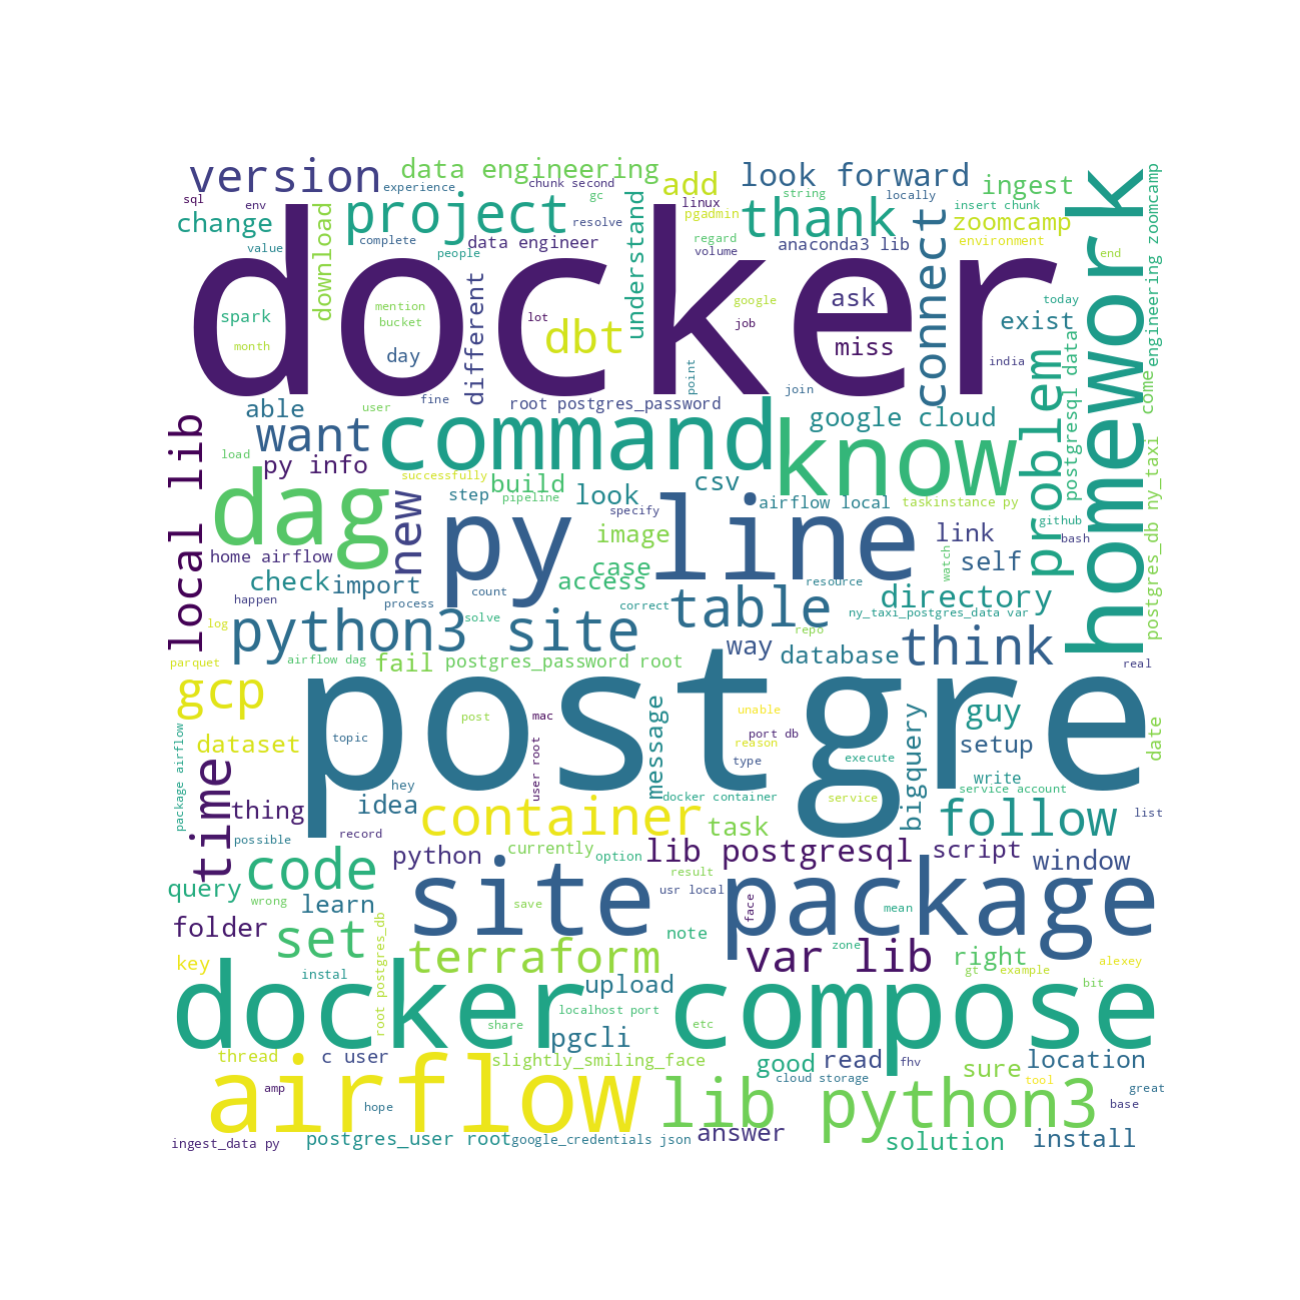 version
data engineering
add
look forward
ingest
sql
env
experience
chunk second
gc
linux
string
locally
insert chunk
change
project
resolve
pgadmin
thank
zoomcamp
homework
engineering zoomcamp
value
download
complete
people
data engineer
understand
regard
volume
anaconda3 lib
connect
environment
end
docker
spark
month
mention
bucket
day
different
lot
dbt
google
job
ask
miss
exist
today
india
point
join
problem
postgresql data
come
able
user
fine
root postgres_password
google cloud
want
command
know
local lib
load
py info
successfully
build
look
csv
postgres_db ny_taxi
dag
new
step
pipeline
specify
airflow local
taskinstance py
github
bash
py line
image
link
home airflow
check
import
case
access
self
watch
resource
happen
process
count
correct
table
directory
ny_taxi_postgres_data var
log
python3 site
solve
repo
think
parquet
airflow dag
fail
postgres_password root
way
database
real
gcp
postgre
post
mac
message
unable
bigquery
guy
date
package airflow
dataset
topic
user root
port db
reason
type
execute
setup
time
hey
docker container
service
write
service account
thing
idea
container
task
follow
list
possible
record
currently
option
lib postgresql
script
window
code
python
result
query
wrong
learn
site package
save
usr local
face
mean
folder
set
root postgres_db
note
terraform
var lib
zone
right
key
instal
upload
gt
example
alexey
bit
docker compose
localhost port
share
etc
pgcli
thread
c user
slightly_smiling_face
good
read
fhv
sure
location
cloud storage
tool
great
amp
airflow
hope
lib python3
base
ingest_data py
postgres_user root
google_credentials json
answer
solution
install